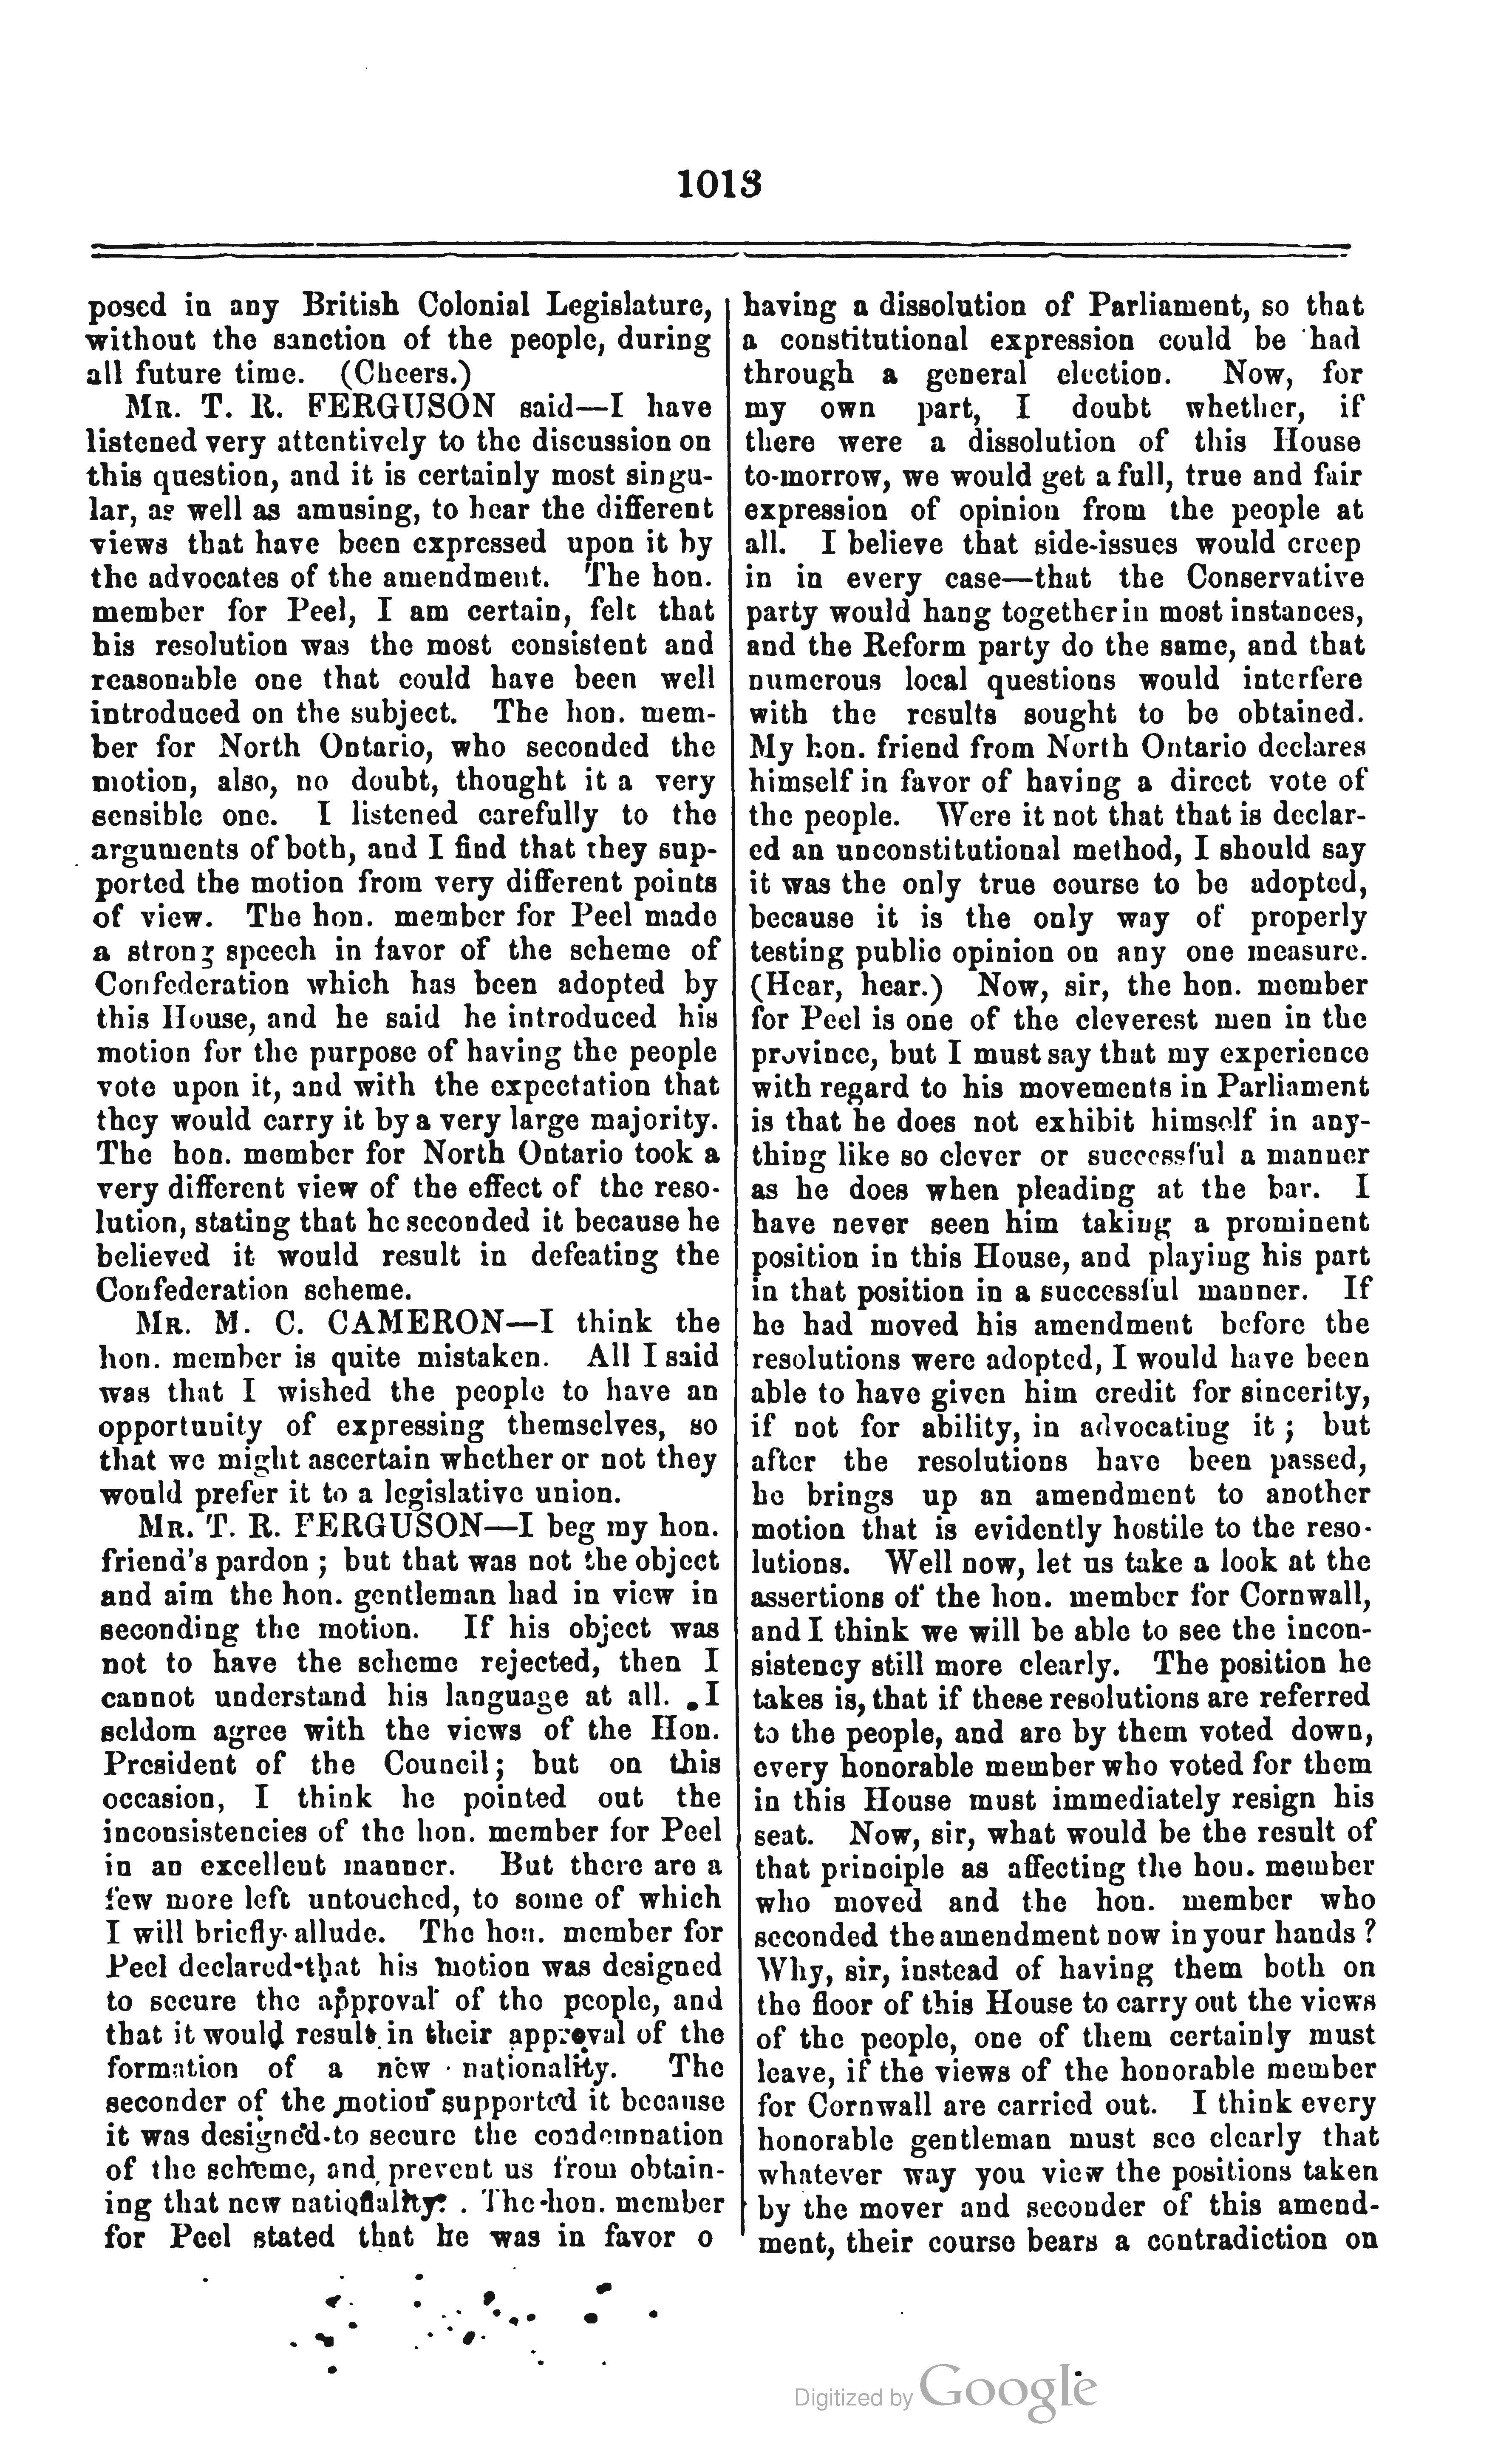 1013
posed in any British Colonial Legislature,
without the sanction of the people, during
all future time. (Cheers.)
MR. T. R. FERGUSON said—I have
listened very attentively to the discussion on
this question, and it is certainly most singu-
lar, as well as amusing, to hear the different
views that have been expressed upon it by
the advocates of the amendment. The hon.
member for Peel, I am certain, felt that
his resolution was the most consistent and
reasonable one that could have been well
introduced on the subject. The hon. mem-
ber for North Ontario, who seconded the
motion, also, no doubt, thought it a very
sensible one. I listened carefully to the
arguments of both, and I find that they sup-
ported the motion from very different points
of view. The hon. member for Peel made
a strong speech in favor of the scheme of
Confederation which has been adopted by
this House, and he said he introduced his
motion for the purpose of having the people
vote upon it, and with the expectation that
they would carry it by a very large majority.
The hon. member for North Ontario took a
very different view of the effect of the reso-
lution, stating that he seconded it because he
believed it would result in defeating the
Confederation scheme.
MR. M. C. CAMERON—I think the
hon. member is quite mistaken. All I said
was that I wished the people to have an
opportunity of expressing themselves, so
that we might ascertain whether or not they
would prefer it to a legislative union.
MR. T. R. FERGUSON—I beg my hon.
friend's pardon ; but that was not the object
and aim the hon. gentleman had in view in
seconding the motion. If his object was
not to have the scheme rejected, then I
cannot understand his language at all. I
seldom agree with the views of the Hon.
President of the Council; but on this
occasion, I think he pointed out the
inconsistencies of the hon. member for Peel
in an excellent manner. But there are a
few more left untouched, to some of which
I will briefly allude. The hon. member for
Peel declared that his motion was designed
to secure the approval of the people, and
that it would result in their approval of the
formation of a new nationality. The
seconder of the motion supported it because
it was designed to secure the condemnation
of the scheme, and prevent us from obtain-
ing that new nationality. The hon. member
for Peel stated that he was in favor o
having a dissolution of Parliament, so that
a constitutional expression could be had
through a general election. Now, for
my own part, I doubt whether, if
there were a dissolution of this House
to-morrow, we would get a full, true and fair
expression of opinion from the people at
all. I believe that side-issues would creep
in in every case—that the Conservative
party would hang together in most instances,
and the Reform party do the same, and that
numerous local questions would interfere
with the results sought to be obtained.
My hon. friend from North Ontario declares
himself in favor of having a direct vote of
the people. Were it not that that is declar-
ed an unconstitutional method, I should say
it was the only true course to be adopted,
because it is the only way of properly
testing public opinion on any one measure.
(Hear, hear.) Now, sir, the hon. member
for Peel is one of the cleverest men in the
province, but I must say that my experience
with regard to his movements in Parliament
is that he does not exhibit himself in any-
thing like so clever or successful a manner
as he does when pleading at the bar. I
have never seen him taking a prominent
position in this House, and playing his part
in that position in a successful manner. If
he had moved his amendment before the
resolutions were adopted, I would have been
able to have given him credit for sincerity,
if not for ability, in advocating it ; but
after the resolutions have been passed,
he brings up an amendment to another
motion that is evidently hostile to the reso-
lutions. Well now, let us take a look at the
assertions of the hon. member for Cornwall,
and I think we will be able to see the incon-
sistency still more clearly. The position he
takes is, that if these resolutions are referred
to the people, and are by them voted down,
every honorable member who voted for them
in this House must immediately resign his
seat. Now, sir, what would be the result of
that principle as affecting the hon. member
who moved and the hon. member who
seconded the amendment now in your hands ?
Why, sir, instead of having them both on
the floor of this House to carry out the views
of the people, one of them certainly must
leave, if the views of the honorable member
for Cornwall are carried out. I think every
honorable gentleman must see clearly that
whatever way you view the positions taken
by the mover and seconder of this amend-
ment, their course bears a contradiction on
Digitized by Google